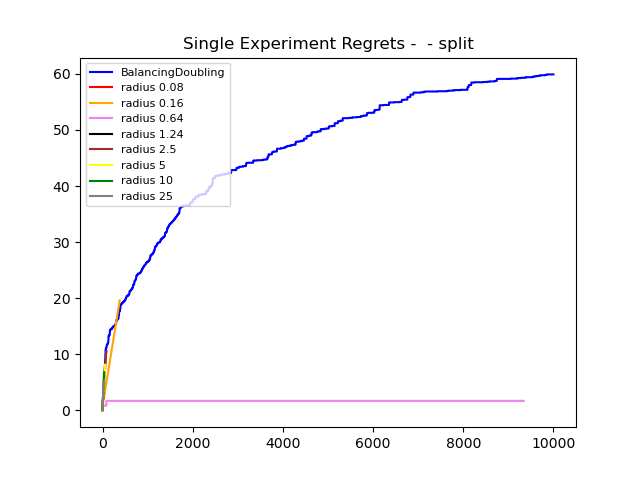 Single Experiment Regrets -  - split
60
50
40
30
20
10
0
BalancingDoubling
radius 0.08
radius 0.16
radius 0.64
radius 1.24
radius 2.5
radius 5
radius 10
radius 25
0 2000 4000 6000 8000 10000